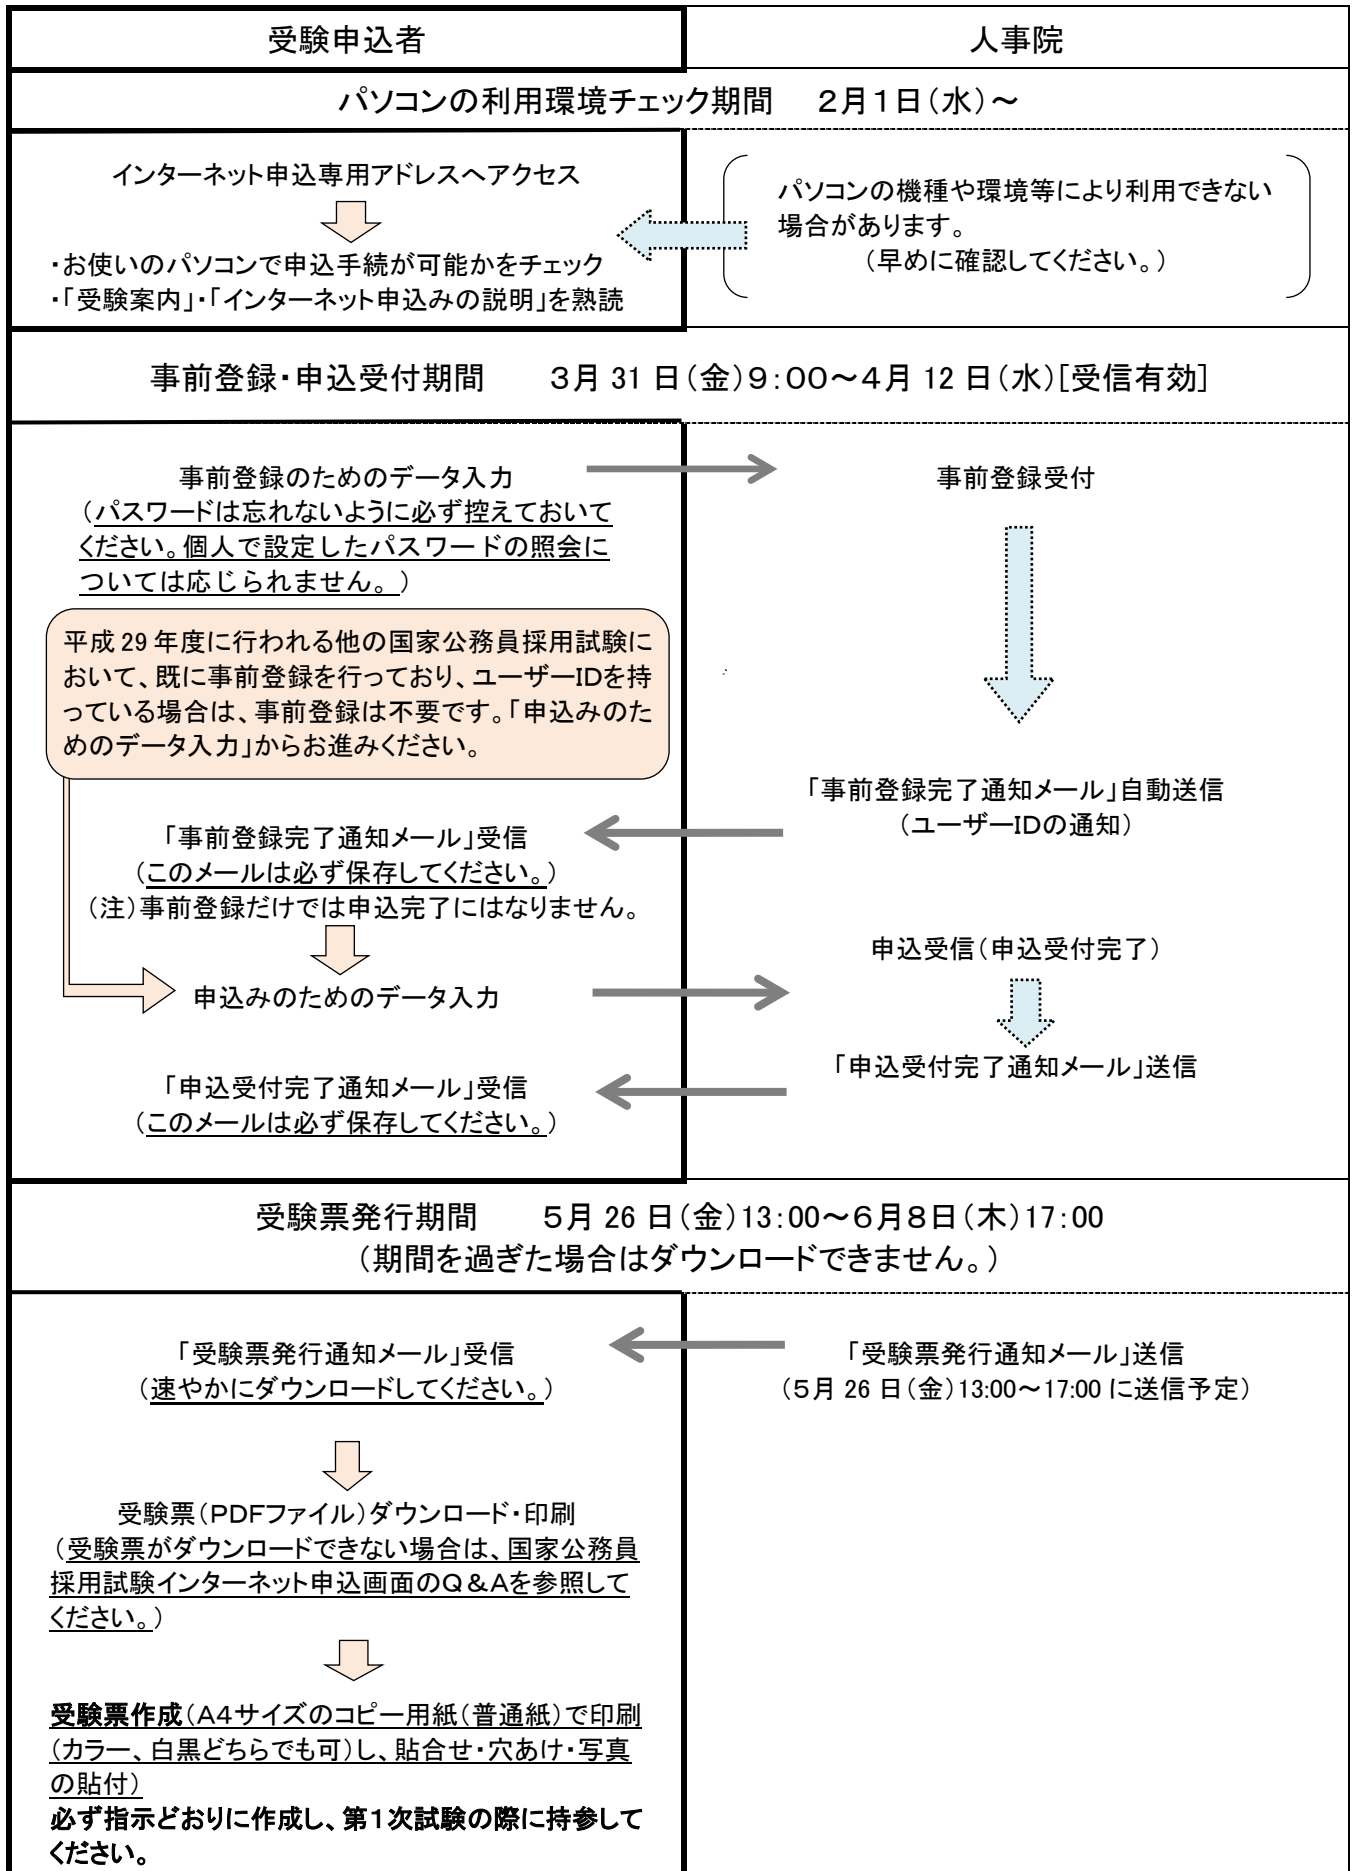 受験申込者
人事院
パソコンの利用環境チェック期間　２月１日（水）～
インターネット申込専用アドレスへアクセス
・お使いのパソコンで申込手続が可能かをチェック
・「受験案内」・「インターネット申込みの説明」を熟読
パソコンの機種や環境等により利用できない
場合があります。
（早めに確認してください。）
事前登録・申込受付期間　　３月 31 日（金）９：００～４月 12 日（水）[受信有効]
事前登録のためのデータ入力
（パスワードは忘れないように必ず控えておいて
ください。個人で設定したパスワードの照会に
ついては応じられません。）
事前登録受付
平成 29 年度に行われる他の国家公務員採用試験に
おいて、既に事前登録を行っており、ユーザーIDを持
っている場合は、事前登録は不要です。「申込みのた
めのデータ入力」からお進みください。
「事前登録完了通知メール」自動送信
（ユーザーIDの通知）
「事前登録完了通知メール」受信
（このメールは必ず保存してください。）
（注）事前登録だけでは申込完了にはなりません。
申込みのためのデータ入力
申込受信（申込受付完了）
「申込受付完了通知メール」送信
「申込受付完了通知メール」受信
（このメールは必ず保存してください。）
受験票発行期間　　５月 26 日（金）13：00～６月８日（木）17：00
（期間を過ぎた場合はダウンロードできません。）
「受験票発行通知メール」受信
（速やかにダウンロードしてください。）
「受験票発行通知メール」送信
（５月 26 日（金）13:00～17:00 に送信予定）
受験票（PDFファイル）ダウンロード・印刷
（受験票がダウンロードできない場合は、国家公務員
採用試験インターネット申込画面のＱ＆Ａを参照して
ください。）
受験票作成（A４サイズのコピー用紙（普通紙）で印刷
（カラー、白黒どちらでも可）し、貼合せ・穴あけ・写真
の貼付）
必ず指示どおりに作成し、第１次試験の際に持参して
ください。